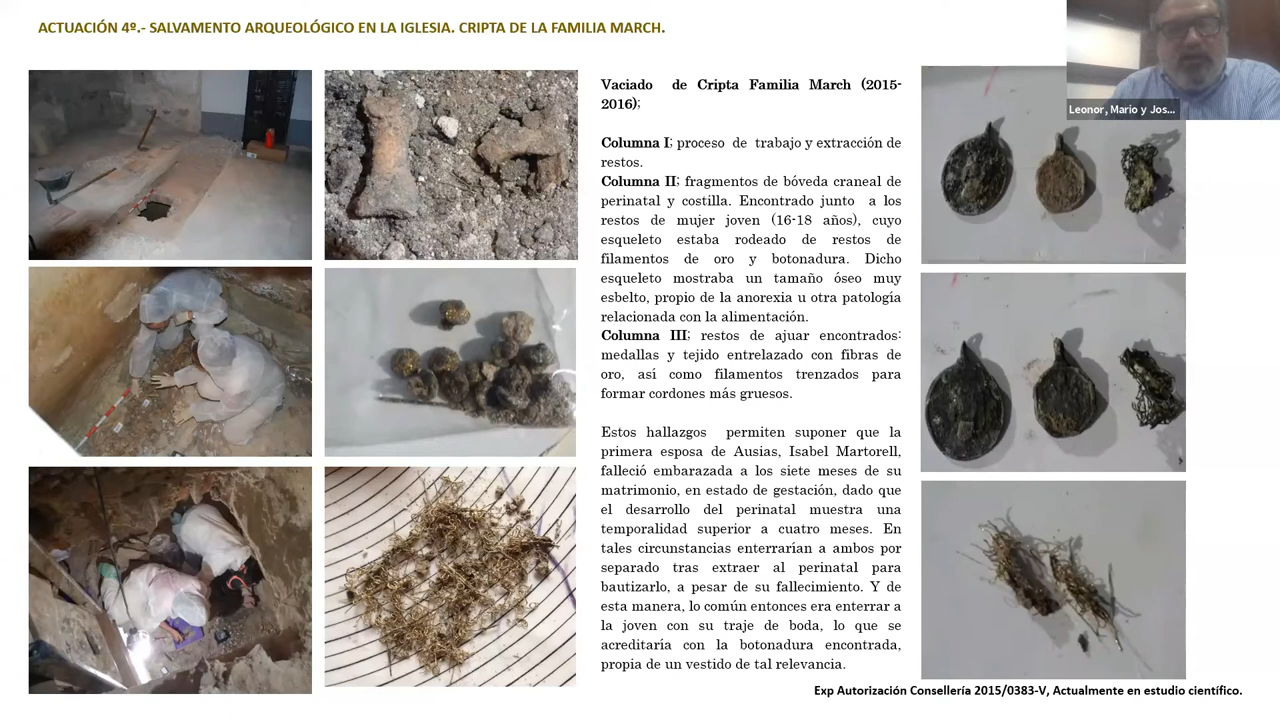 ACTUACIÓN 4º.- SALVAMENTO ARQUEOLÓGICO EN LA IGLESIA. CRIPTA DE LA FAMILIA MARCH.
Leonor, Mario y Jos...
Vaciado de Cripta Familia March (2015-
2016);
Columna I; proceso de trabajo y extracción de
restos.
Columna II; fragmentos de bóveda craneal de
perinatal y costilla. Encontrado junto a los
restos de mujer joven (16-18 años), cuyo
esqueleto estaba rodeado de restos de
filamentos de oro y botonadura. Dicho
esqueleto mostraba un tamaño óseo muy
esbelto, propio de la anorexia u otra patología
relacionada con la alimentación.
Columna III; restos de ajuar encontrados:
medallas y tejido entrelazado con fibras de
oro, así como filamentos trenzados para
formar cordones más gruesos.
Estos hallazgos permiten suponer que la
primera esposa de Ausias, Isabel Martorell,
falleció embarazada a los siete meses de su
matrimonio, en estado de gestación, dado que
el desarrollo del perinatal muestra una
temporalidad superior a cuatro meses. En
tales circunstancias enterrarían a ambos por
separado tras extraer al perinatal para
bautizarlo, a pesar de su fallecimiento. Y de
esta manera, lo común entonces era enterrar a
la joven con su traje de boda, lo que se
acreditaría con la botonadura encontrada,
propia de un vestido de tal relevancia.
Exp Autorización Consellería 2015/0383-V, Actualmente en estudio científico.